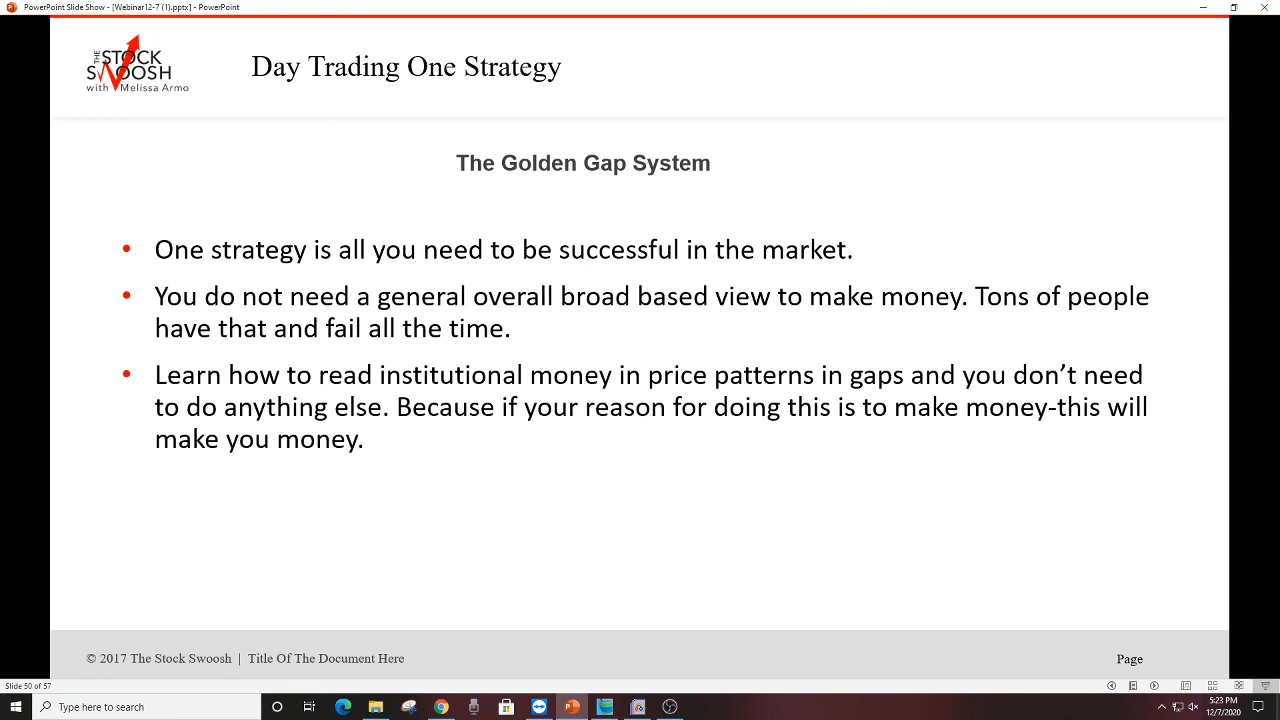 PowerPoint Slide Show - [Webinar12-7 (1).pptx] - PowerPoint
THE STOCK
SWOOSH
with Melissa Armo
Day Trading One Strategy
The Golden Gap System
• One strategy is all you need to be successful in the market.
• You do not need a general overall broad based view to make money. Tons of people
have that and fail all the time.
• Learn how to read institutional money in price patterns in gaps and you don’t need
to do anything else. Because if your reason for doing this is to make money-this will
make you money.
© 2017 The Stock Swoosh | Title Of The Document Here
Page
Slide 50 of 57
Type here to search
5:23 PM
12/7/2020